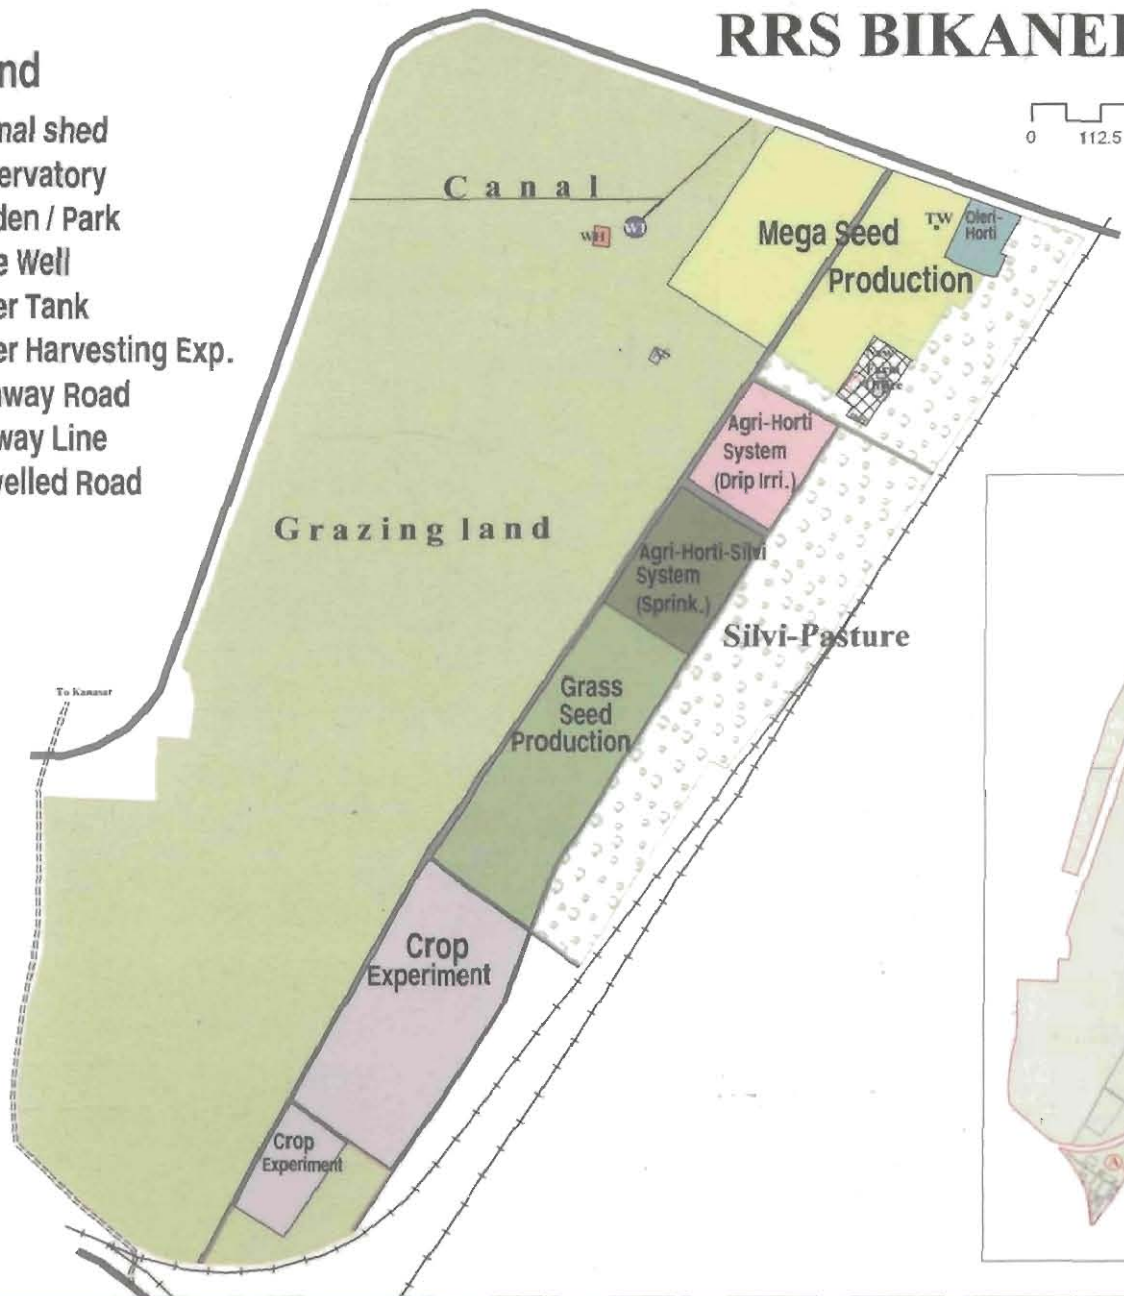 RRS BIKANER
nd
nal shed
ervatory
den / Park
e Well
er Tank
er Harvesting Exp.
way Road
way Line
velled Road
0 112.5
Canal
WH
WT
Mega Seed
Production
TW
Oleri-
Horti
Agri-Horti
System
(Drip Irri.)
Grazing land
Agri-Horti-Silvi
System
(Sprink.)
Silvi-Pasture
To Kanasar
Grass
Seed
Production
Crop
Experiment
Crop
Experiment